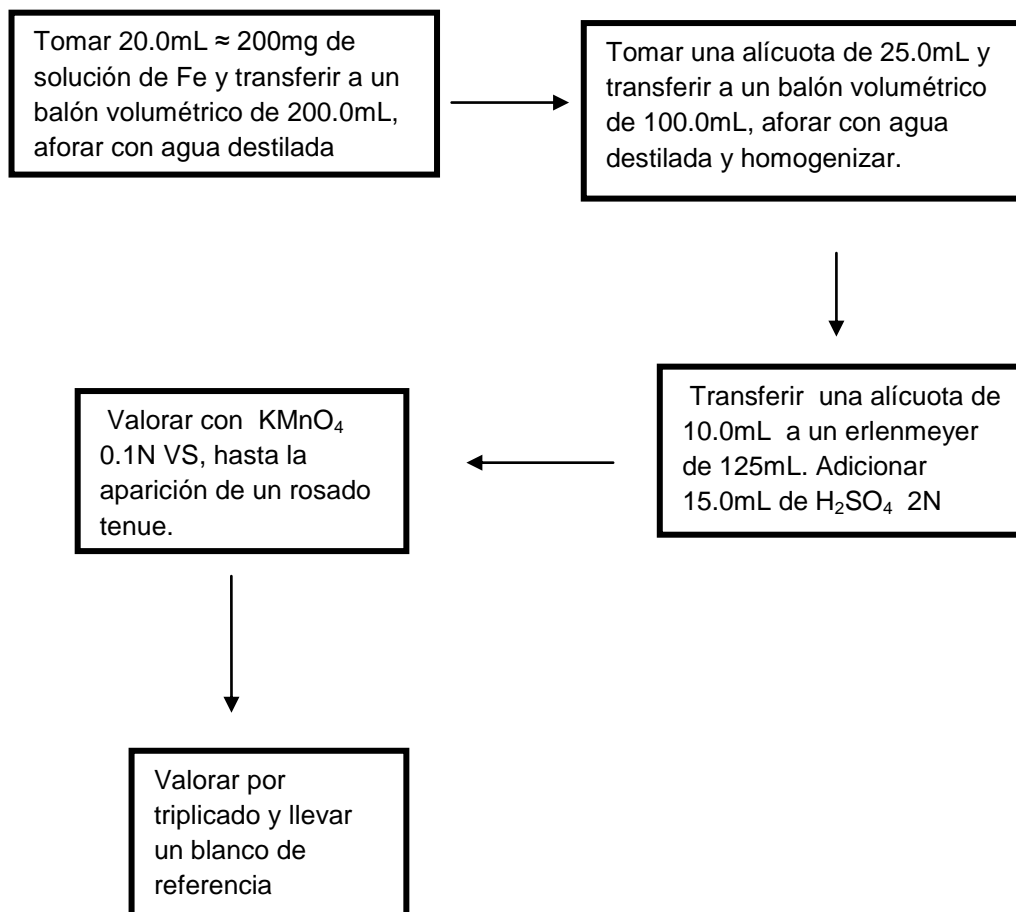 Tomar 20.0mL ≈ 200mg de
solución de Fe y transferir a un
balón volumétrico de 200.0mL,
aforar con agua destilada
Tomar una alícuota de 25.0mL y
transferir a un balón volumétrico
de 100.0mL, aforar con agua
destilada y homogenizar.
Transferir una alícuota de
10.0mL a un erlenmeyer
de 125mL. Adicionar
15.0mL de H₂SO₄ 2N
Valorar con KMnO₄
0.1N VS, hasta la
aparición de un rosado
tenue.
Valorar por
triplicado y llevar
un blanco de
referencia